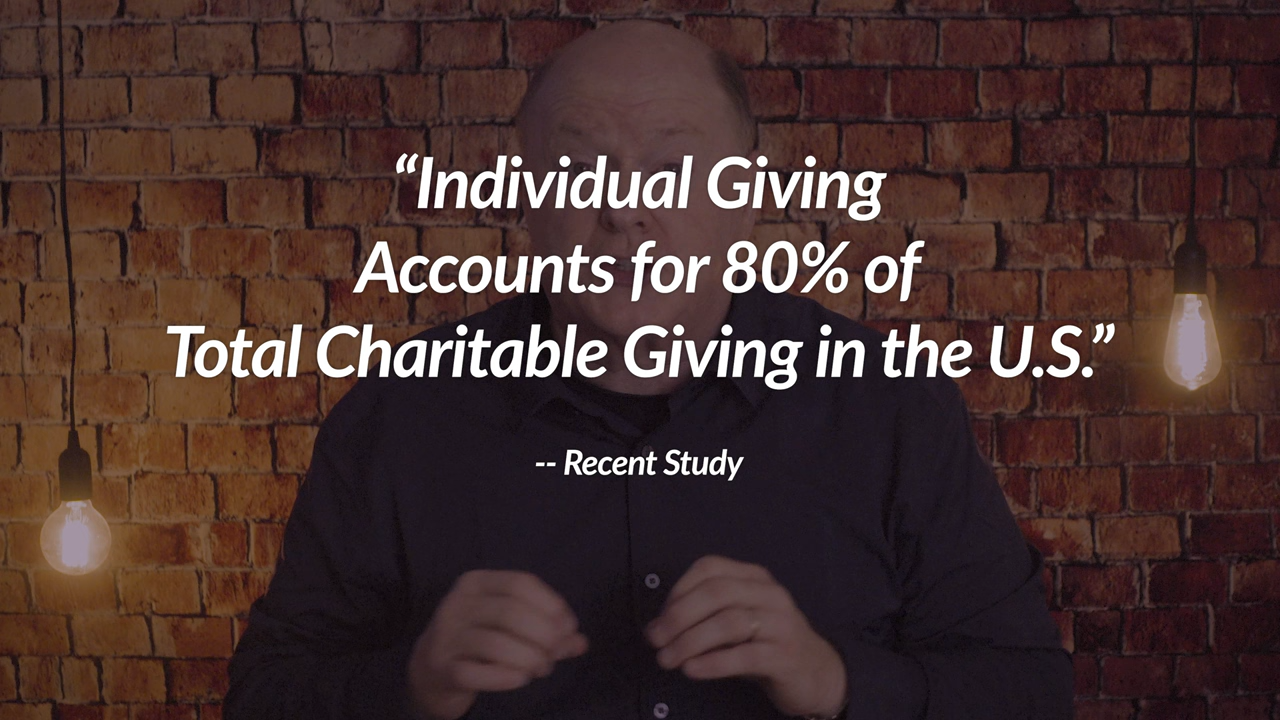 “Individual Giving
Accounts for 80% of
Total Charitable Giving in the U.S.”
-- Recent Study